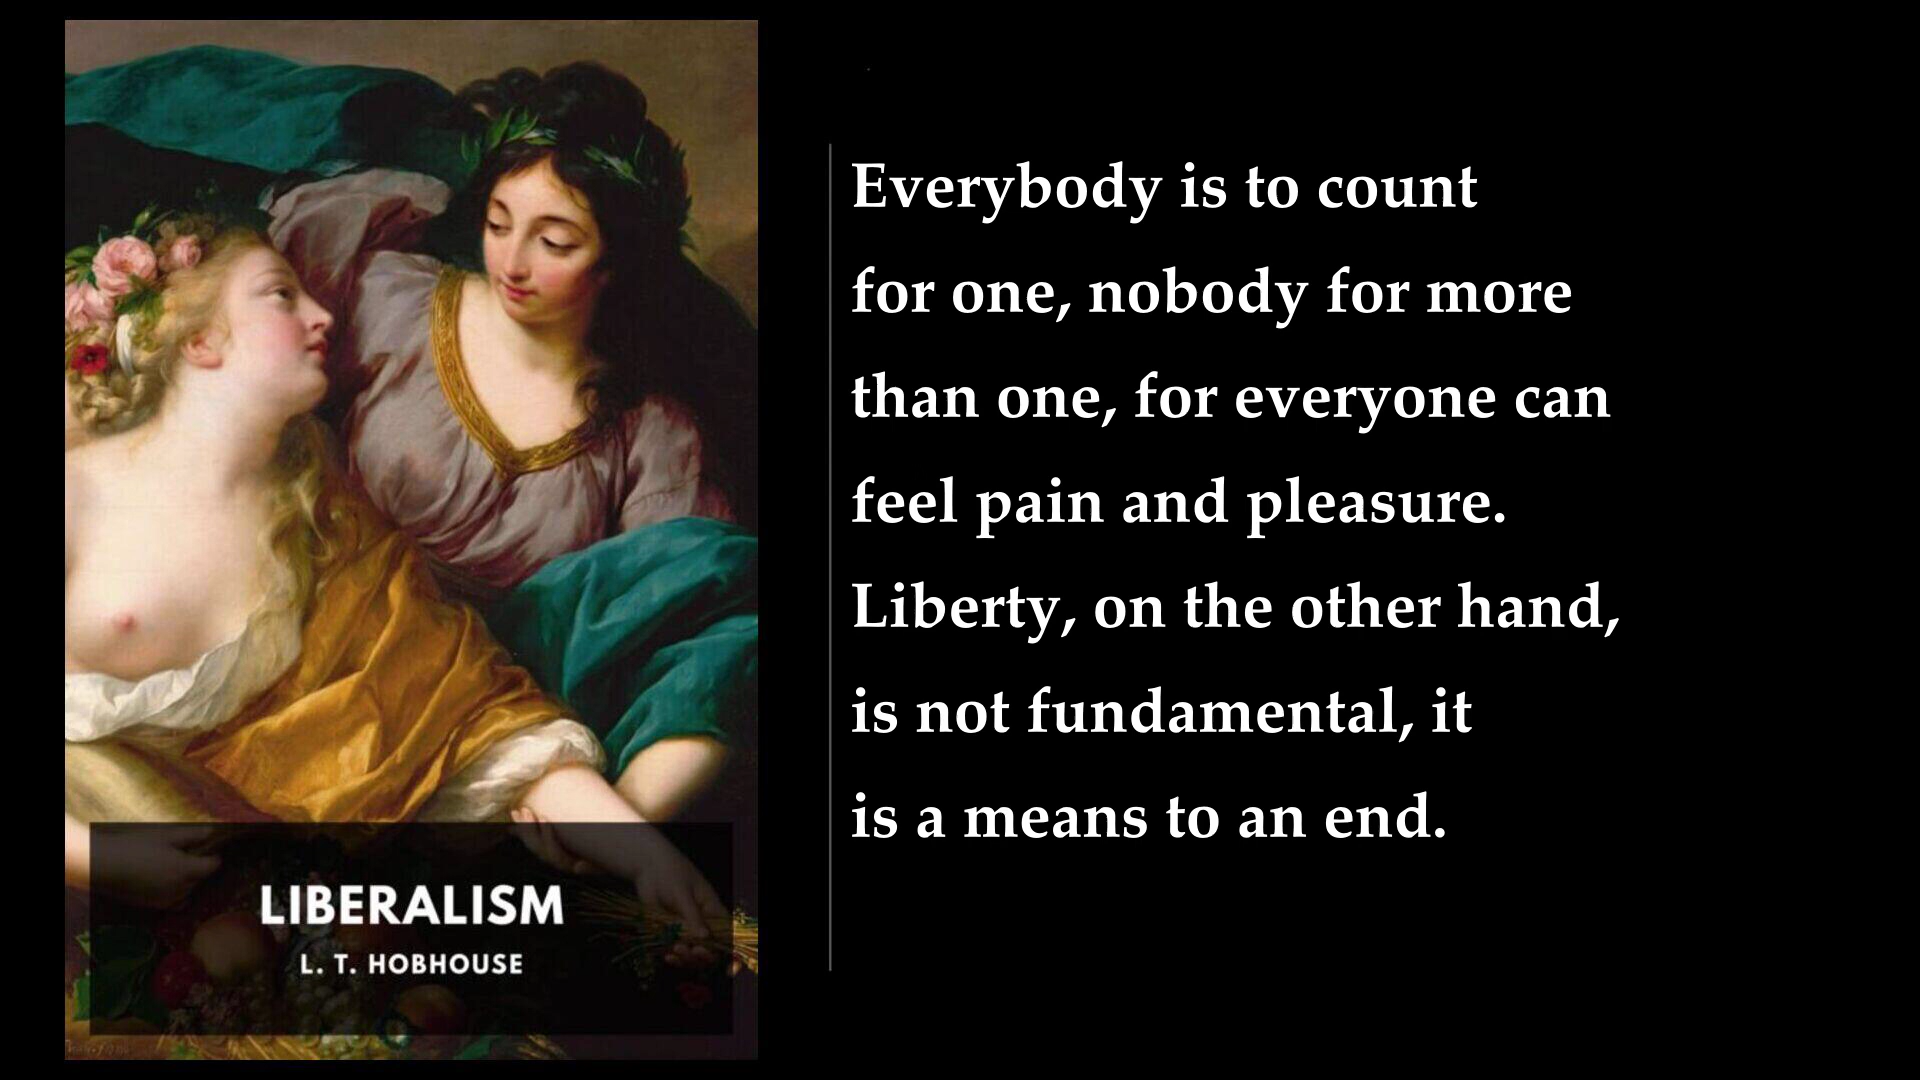 LIBERALISM
L. T. HOBHOUSE
Everybody is to count
for one, nobody for more
than one, for everyone can
feel pain and pleasure.
Liberty, on the other hand,
is not fundamental, it
is a means to an end.